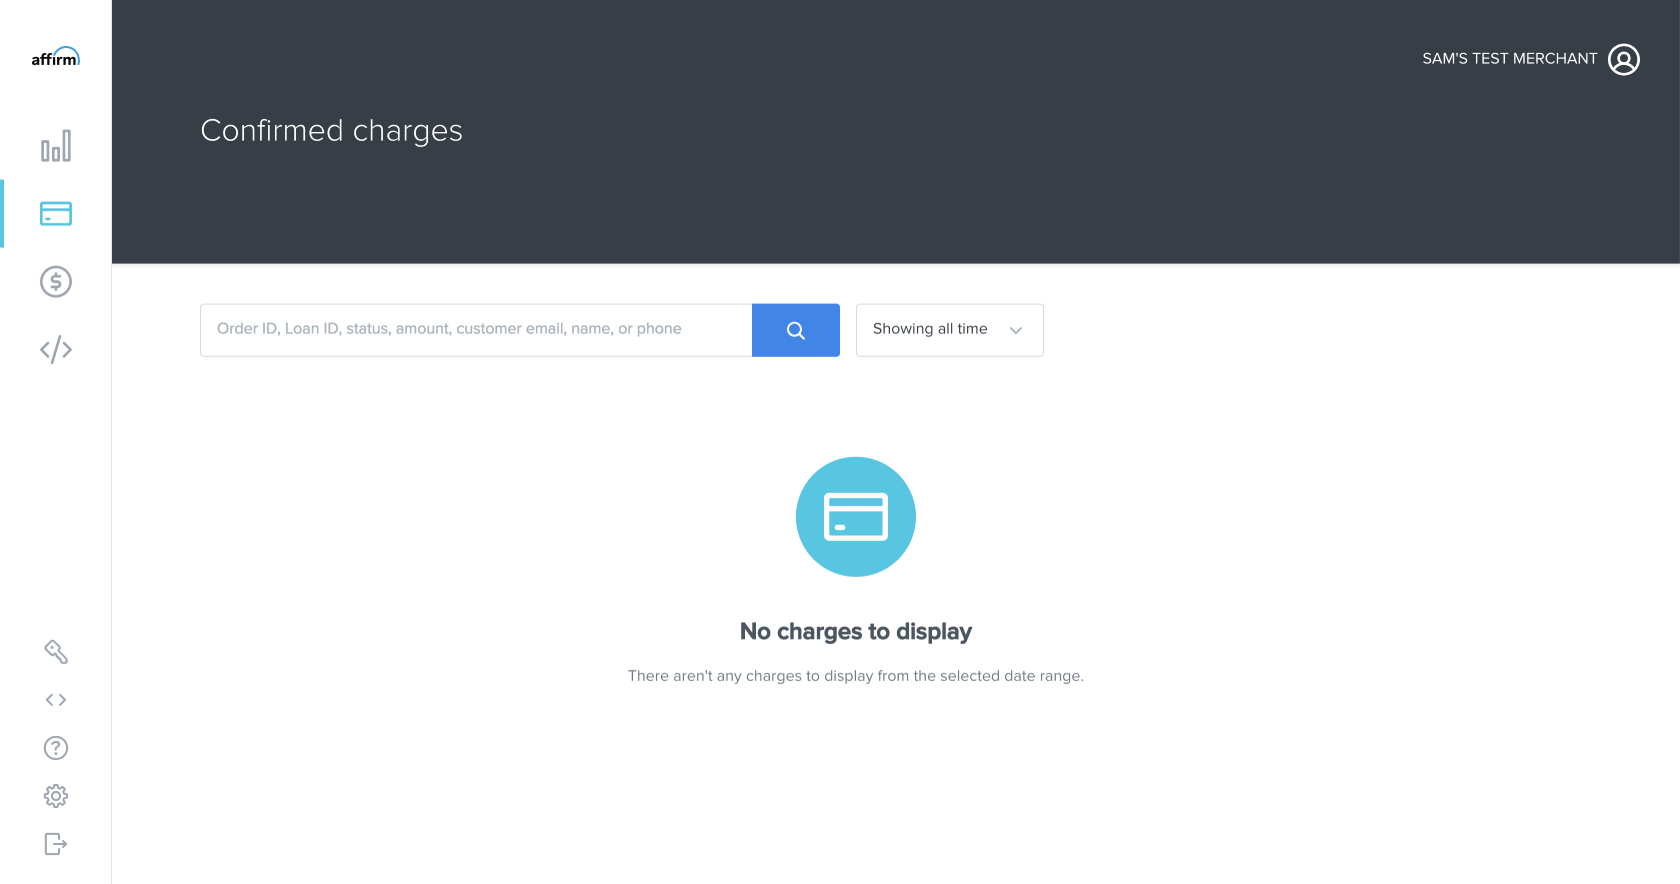 affirm
SAM'S TEST MERCHANT
Confirmed charges
Order ID, Loan ID, status, amount, customer email, name, or phone
Showing all time
No charges to display
There aren't any charges to display from the selected date range.